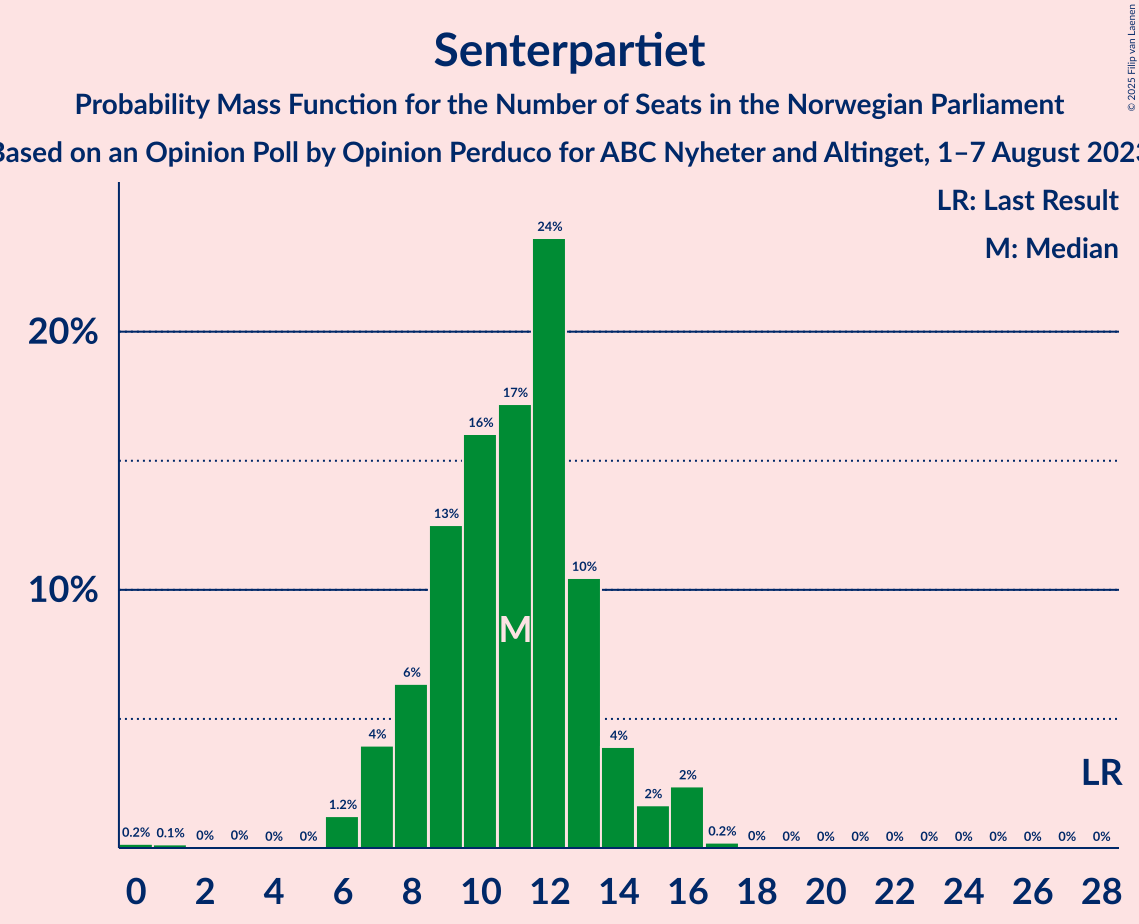 Senterpartiet
Probability Mass Function for the Number of Seats in the Norwegian Parliament
Based on an Opinion Poll by Opinion Perduco for ABC Nyheter and Altinget, 1–7 August 2023
© 2025 Filip van Laenen
LR: Last Result
M: Median
20%
10%
0.2% 0.1% 0% 0% 0% 0% 1.2% 4% 6% 13% 16% 17% 24% 10% 4% 2% 2% 0.2% 0% 0% 0% 0% 0% 0% 0% 0% 0% 0% 0%
M
LR
0 2 4 6 8 10 12 14 16 18 20 22 24 26 28